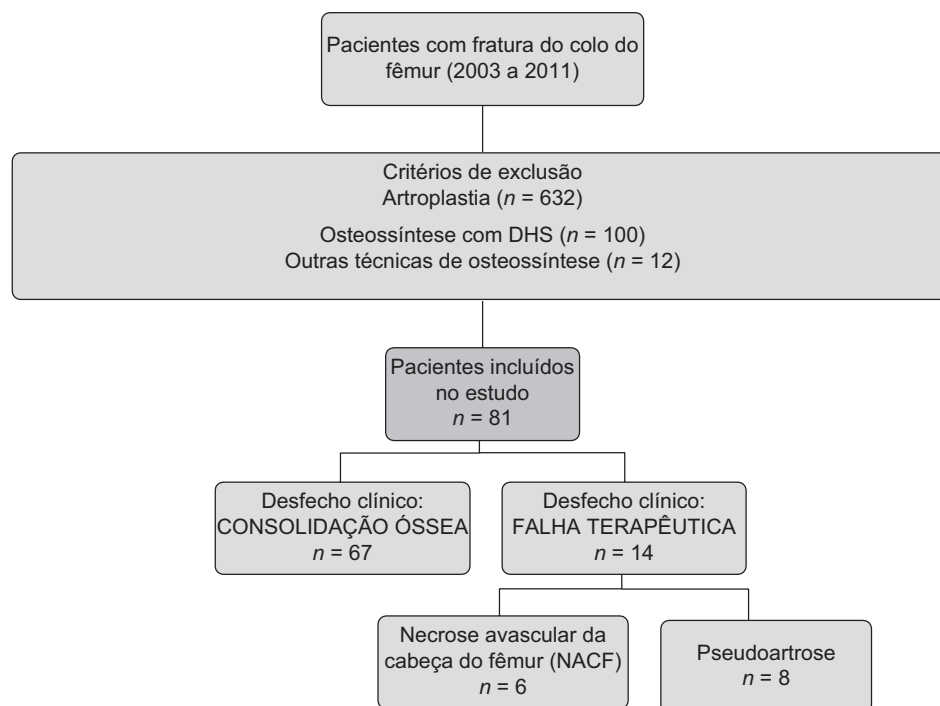 Pacientes com fratura do colo do
fêmur (2003 a 2011)
Critérios de exclusão
Artroplastia (n = 632)
Osteossíntese com DHS (n = 100)
Outras técnicas de osteossíntese (n = 12)
Pacientes incluídos
no estudo
n = 81
Desfecho clínico:
CONSOLIDAÇÃO ÓSSEA
n = 67
Desfecho clínico:
FALHA TERAPÊUTICA
n = 14
Necrose avascular da
cabeça do fêmur (NACF)
n = 6
Pseudoartrose
n = 8